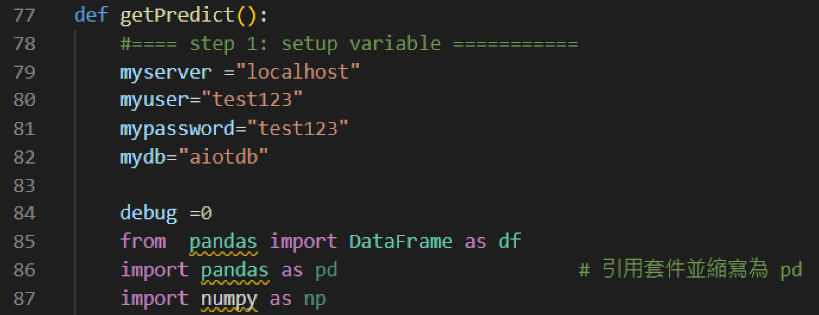 77 def getPredict():
78 #==== step 1: setup variable ===========
79 myserver ="localhost"
80 myuser="test123"
81 mypassword="test123"
82 mydb="aiotdb"
83
84 debug =0
85 from  pandas import DataFrame as df
86 import pandas as pd # 引用套件並縮寫為 pd
87 import numpy as np